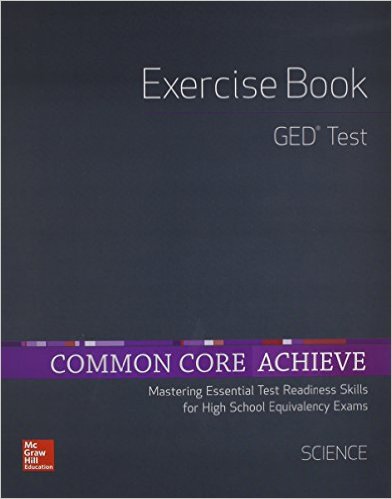 Exercise Book
GED® Test
COMMON CORE ACHIEVE
Mastering Essential Test Readiness Skills
for High School Equivalency Exams
Mc
Graw
Hill
Education
SCIENCE